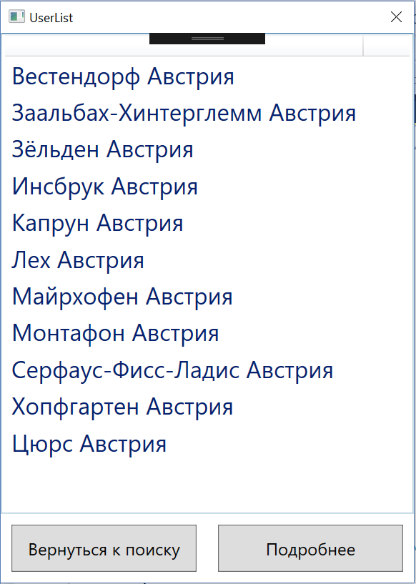 UserList
Вестендорф Австрия
Заальбах-Хинтерглемм Австрия
Зёльден Австрия
Инсбрук Австрия
Капрун Австрия
Лех Австрия
Майрхофен Австрия
Монтафон Австрия
Серфаус-Фисс-Ладис Австрия
Хопфгартен Австрия
Цюрс Австрия
Вернуться к поиску
Подробнее